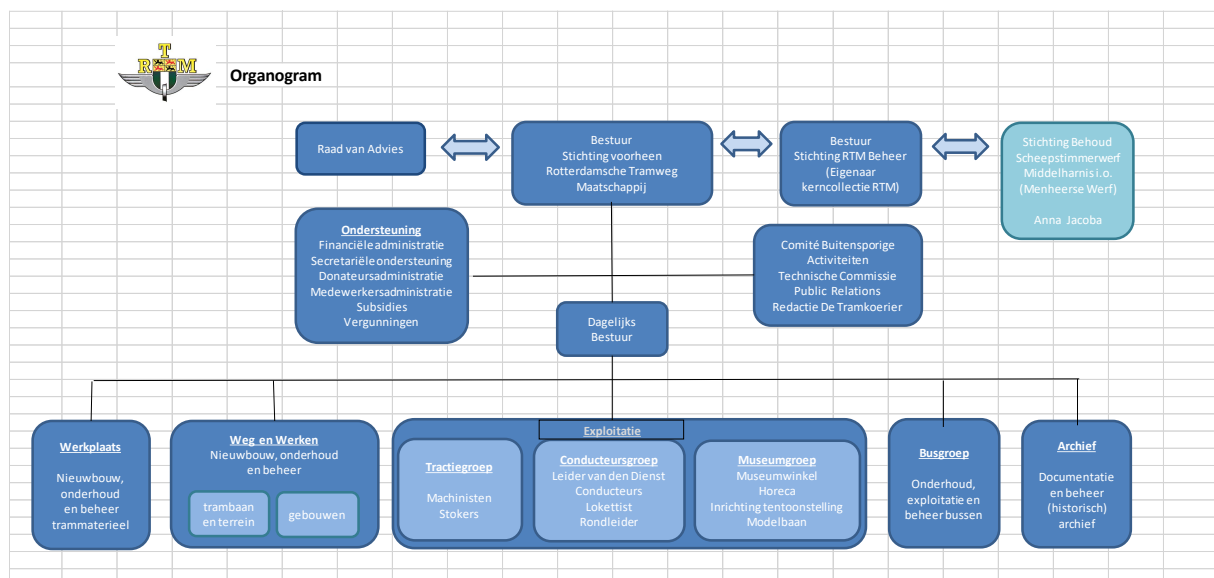 T
R M
Organogram
Raad van Advies
Bestuur
Stichting voorheen
Rotterdamsche Tramweg
Maatschappij
Bestuur
Stichting RTM Beheer
(Eigenaar
kerncollectie RTM)
Stichting Behoud
Scheepstimmerwerf
Middelharnis i.o.
(Menheerse Werf)
Anna Jacoba
Ondersteuning
Financiële administratie
Secretariële ondersteuning
Donateursadministratie
Medewerkersadministratie
Subsidies
Vergunningen
Comité Buitensporige
Activiteiten
Technische Commissie
Public Relations
Redactie De Tramkoerier
Dagelijks
Bestuur
Werkplaats
Nieuwbouw,
onderhoud
en beheer
trammaterieel
Weg en Werken
Nieuwbouw, onderhoud
en beheer
trambaan
en terrein
gebouwen
Exploitatie
Tractiegroep
Machinisten
Stokers
Conducteursgroep
Leider van den Dienst
Conducteurs
Lokettist
Rondleider
Museumgroep
Museumwinkel
Horeca
Inrichting tentoonstelling
Modelbaan
Busgroep
Onderhoud,
exploitatie en
beheer bussen
Archief
Documentatie
en beheer
(historisch)
archief